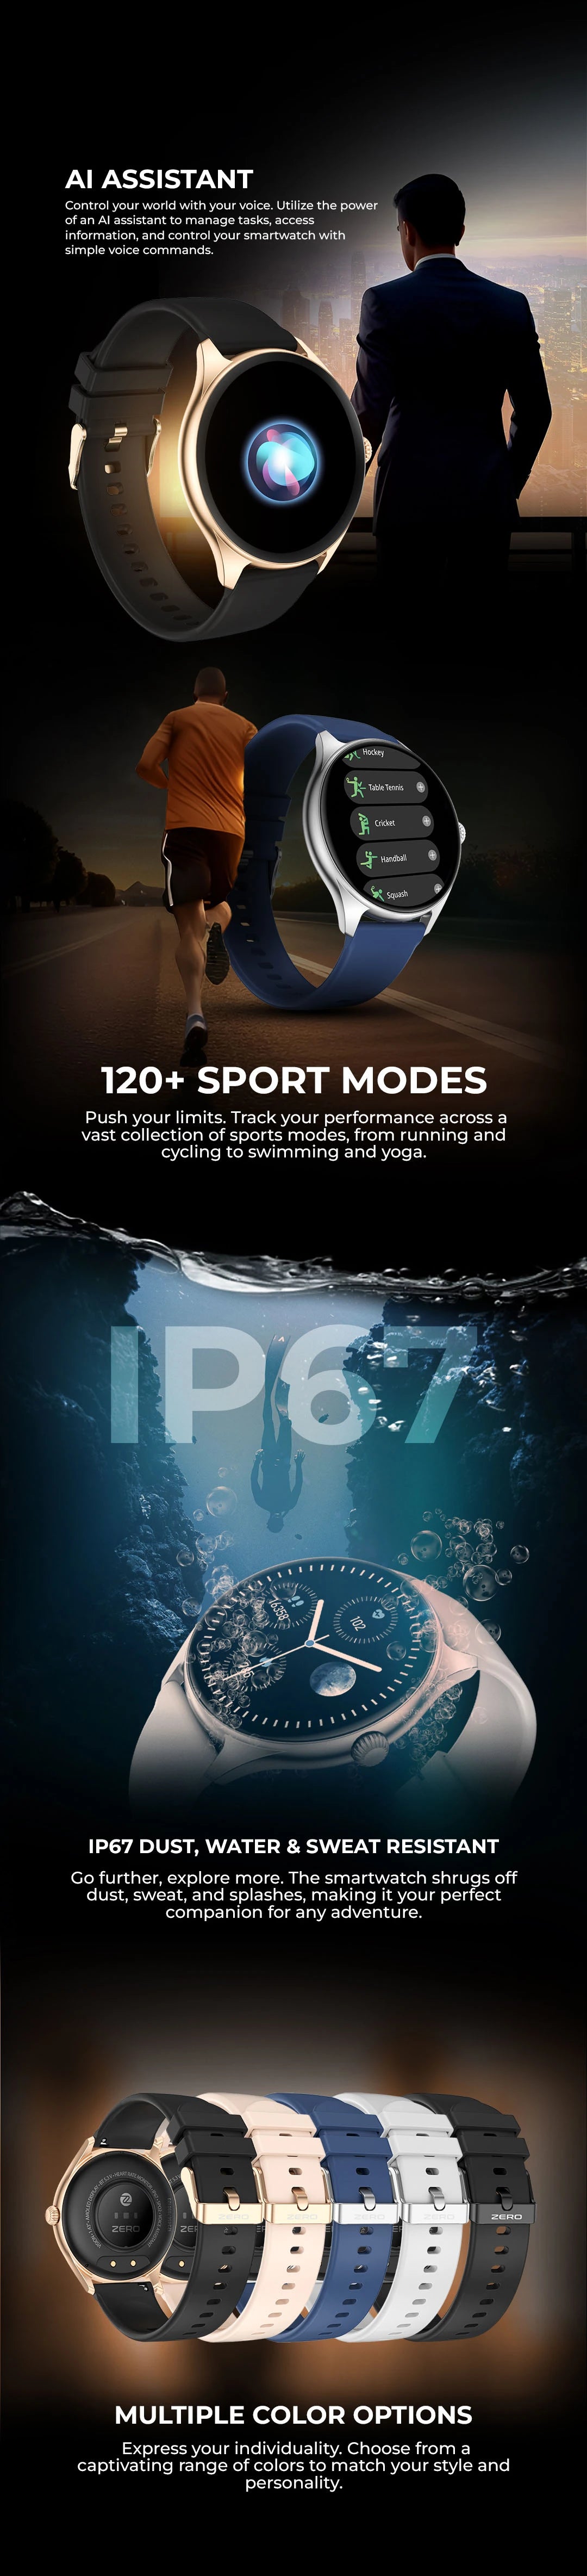 AI ASSISTANT
Control your world with your voice. Utilize the power
of an AI assistant to manage tasks, access
information, and control your smartwatch with
simple voice commands.
Hockey
Table Tennis
Cricket
Handball
Squash
120+ SPORT MODES
Push your limits. Track your performance across a
vast collection of sports modes, from running and
cycling to swimming and yoga.
IP67
16358
102
IP67 DUST, WATER & SWEAT RESISTANT
Go further, explore more. The smartwatch shrugs off
dust, sweat, and splashes, making it your perfect
companion for any adventure.
ZERO
ZERO
ZERO
ZERO
ZERO
ZERO
MULTIPLE COLOR OPTIONS
Express your individuality. Choose from a
captivating range of colors to match your style and
personality.